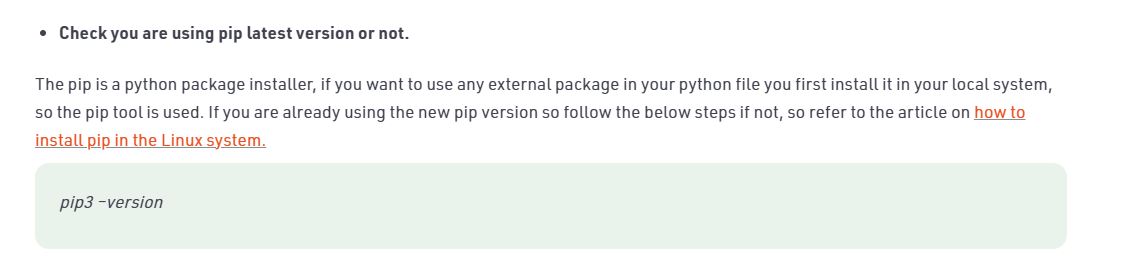 • Check you are using pip latest version or not.
The pip is a python package installer, if you want to use any external package in your python file you first install it in your local system,
so the pip tool is used. If you are already using the new pip version so follow the below steps if not, so refer to the article on how to
install pip in the Linux system.
pip3 –version